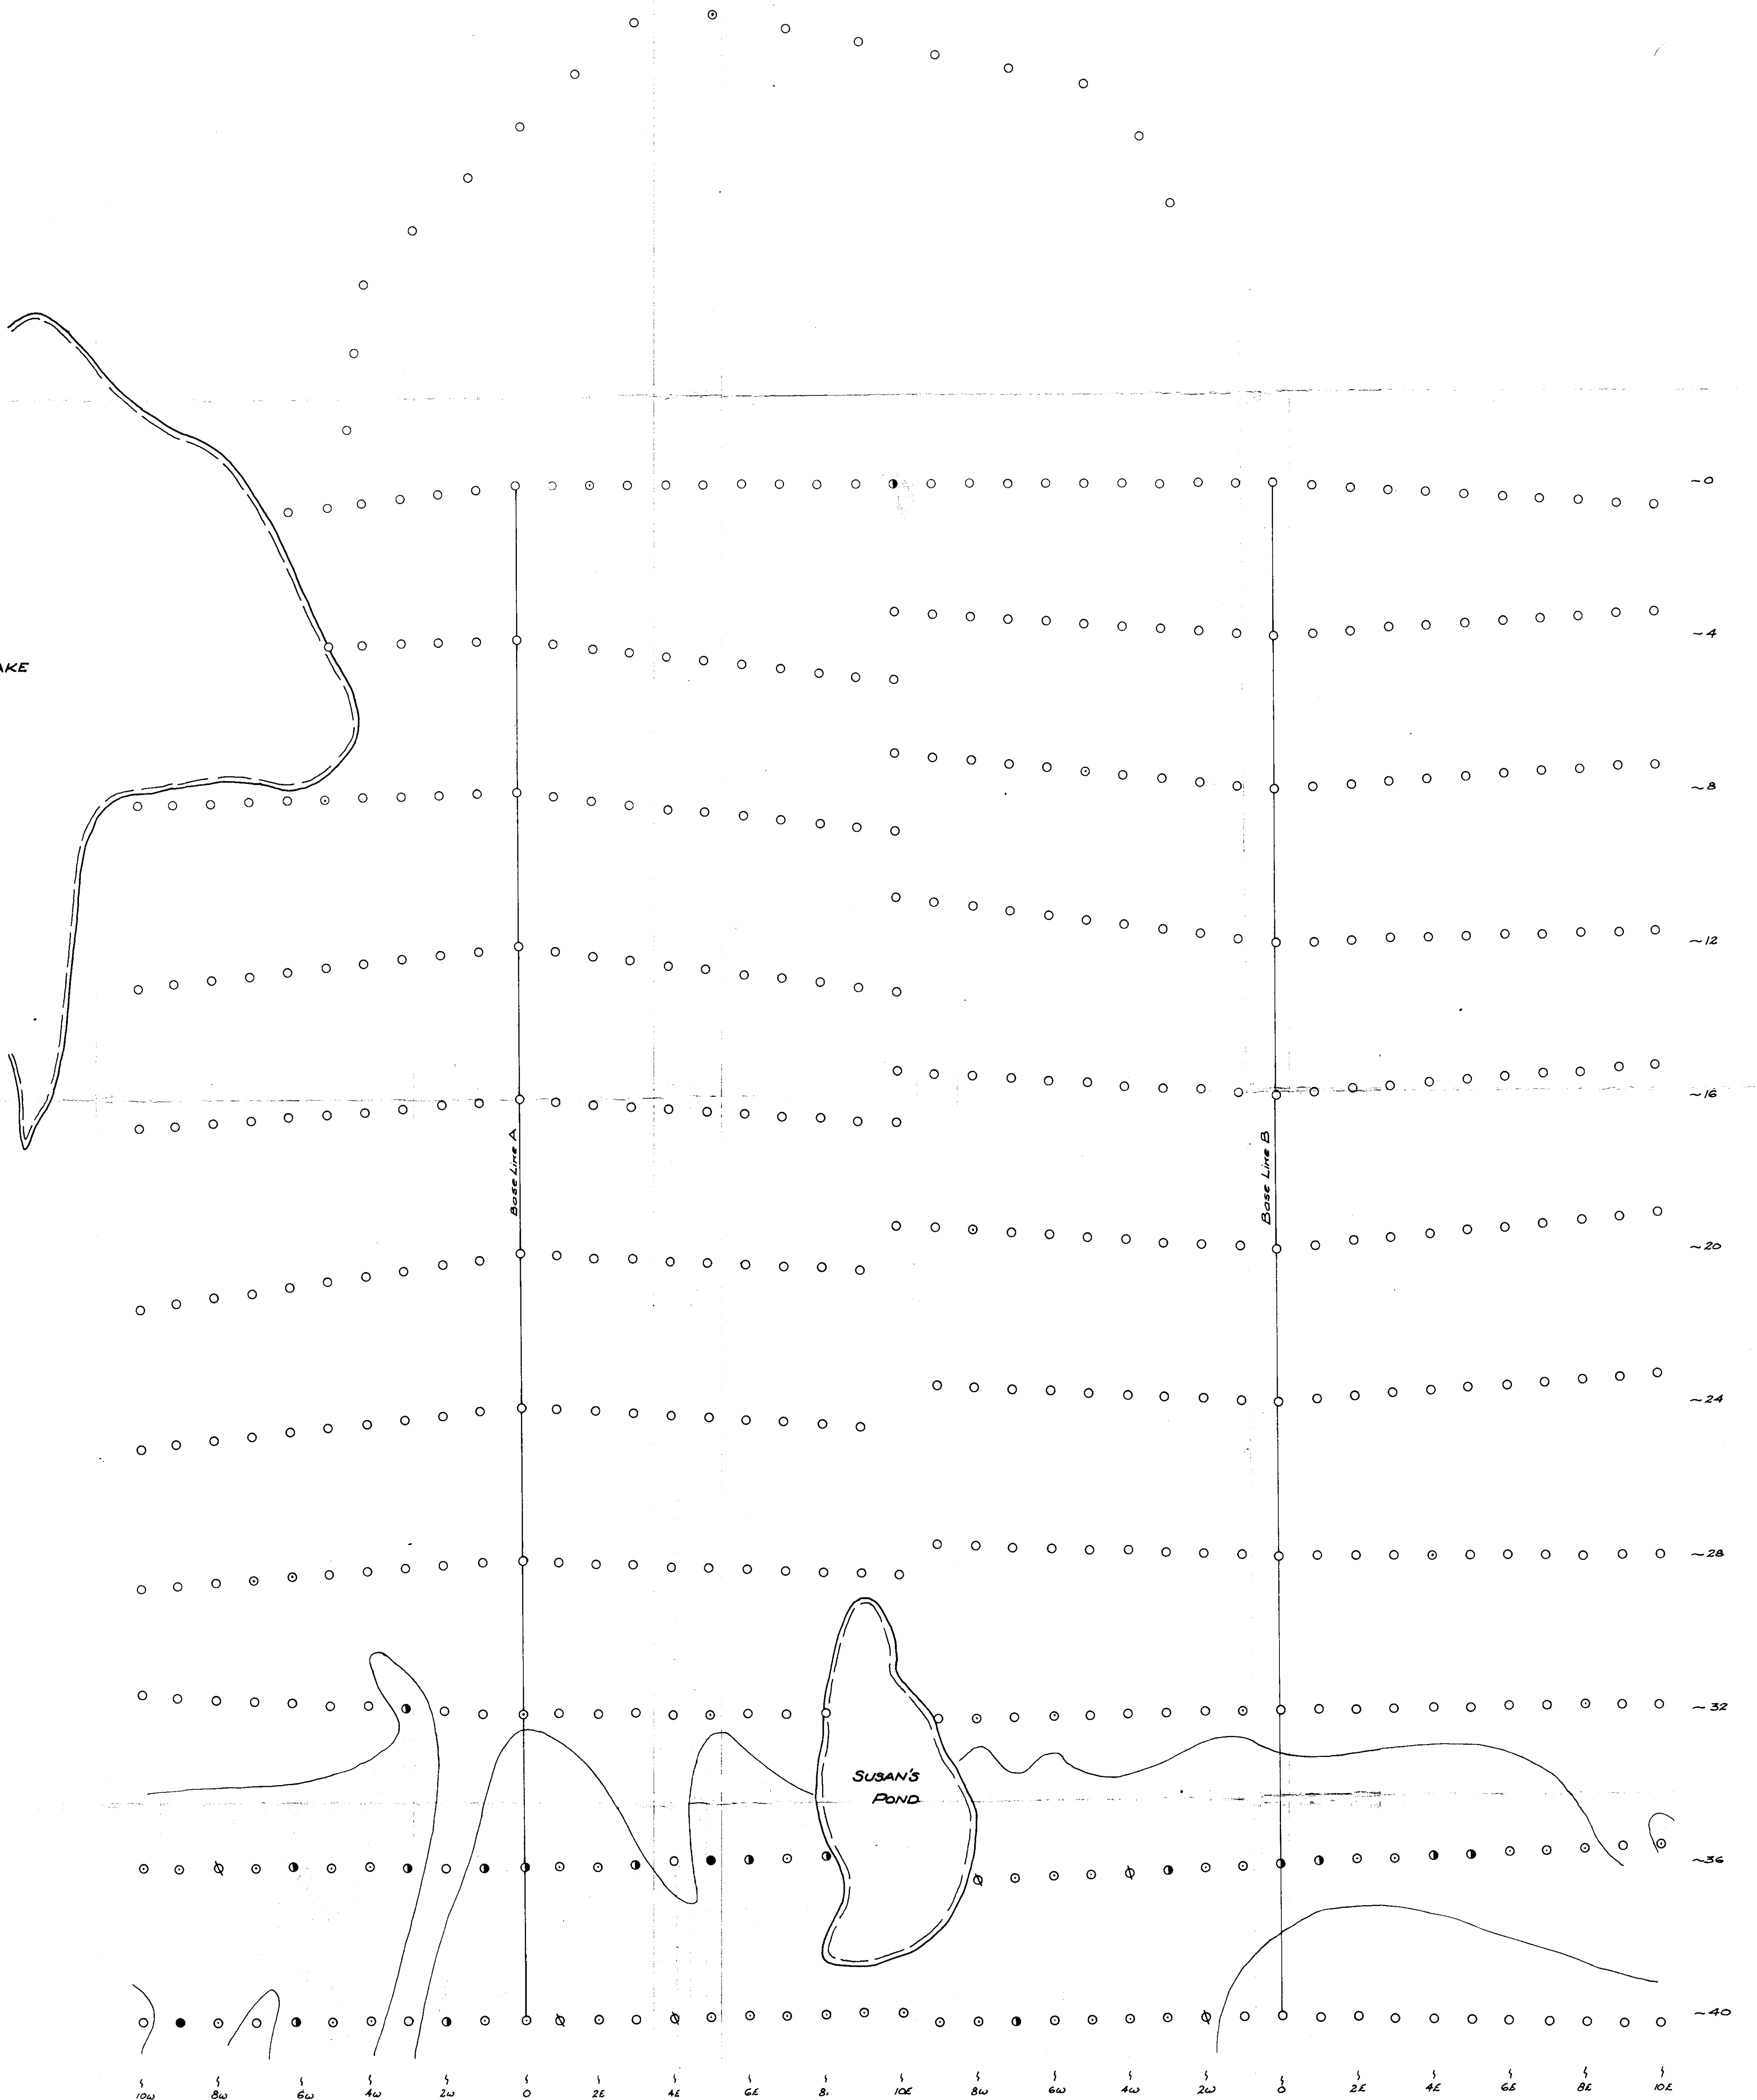 ~0
~4
AKE
~8
~12
~16
Base Line A
Base Line B
~20
~24
~28
~32
SUSAN'S
POND
~36
~40
10W 8W 6W 4W 2W 0 2E 4E 6E 8 10E 8W 6W 4W 2W 0 2E 4E 6E 8E 10E